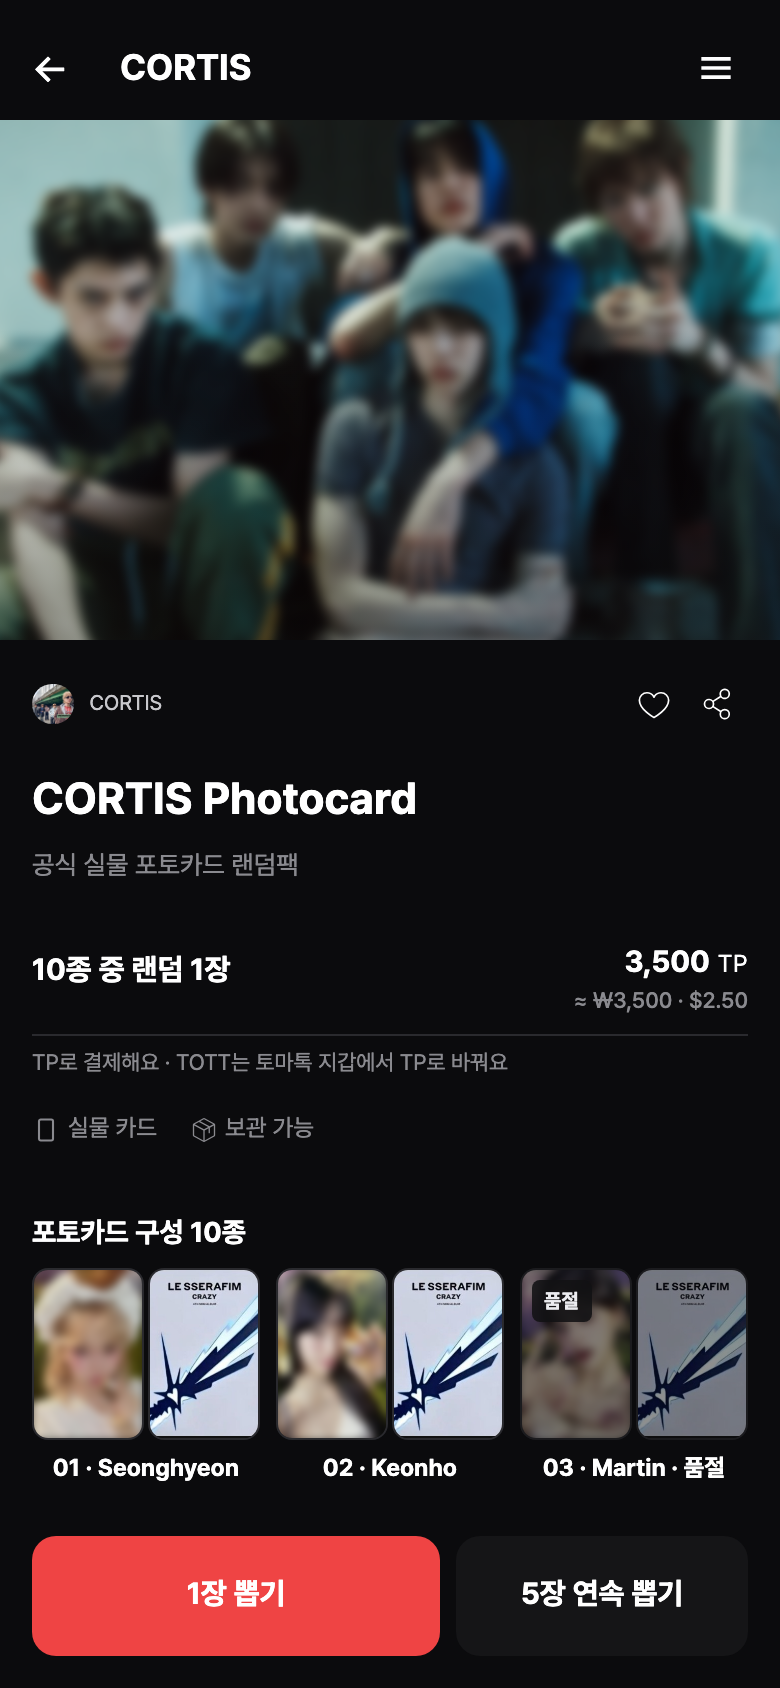 CORTIS
CORTIS
CORTIS Photocard
공식 실물 포토카드 랜덤팩
10종 중 랜덤 1장
3,500 TP
≈ ₩3,500 · $2.50
TP로 결제해요 · TOTT는 토마톡 지갑에서 TP로 바꿔요
실물 카드
보관 가능
포토카드 구성 10종
LE SSERAFIM
CRAZY
LE SSERAFIM
CRAZY
품절
LE SSERAFIM
CRAZY
01 · Seonghyeon
02 · Keonho
03 · Martin · 품절
1장 뽑기
5장 연속 뽑기